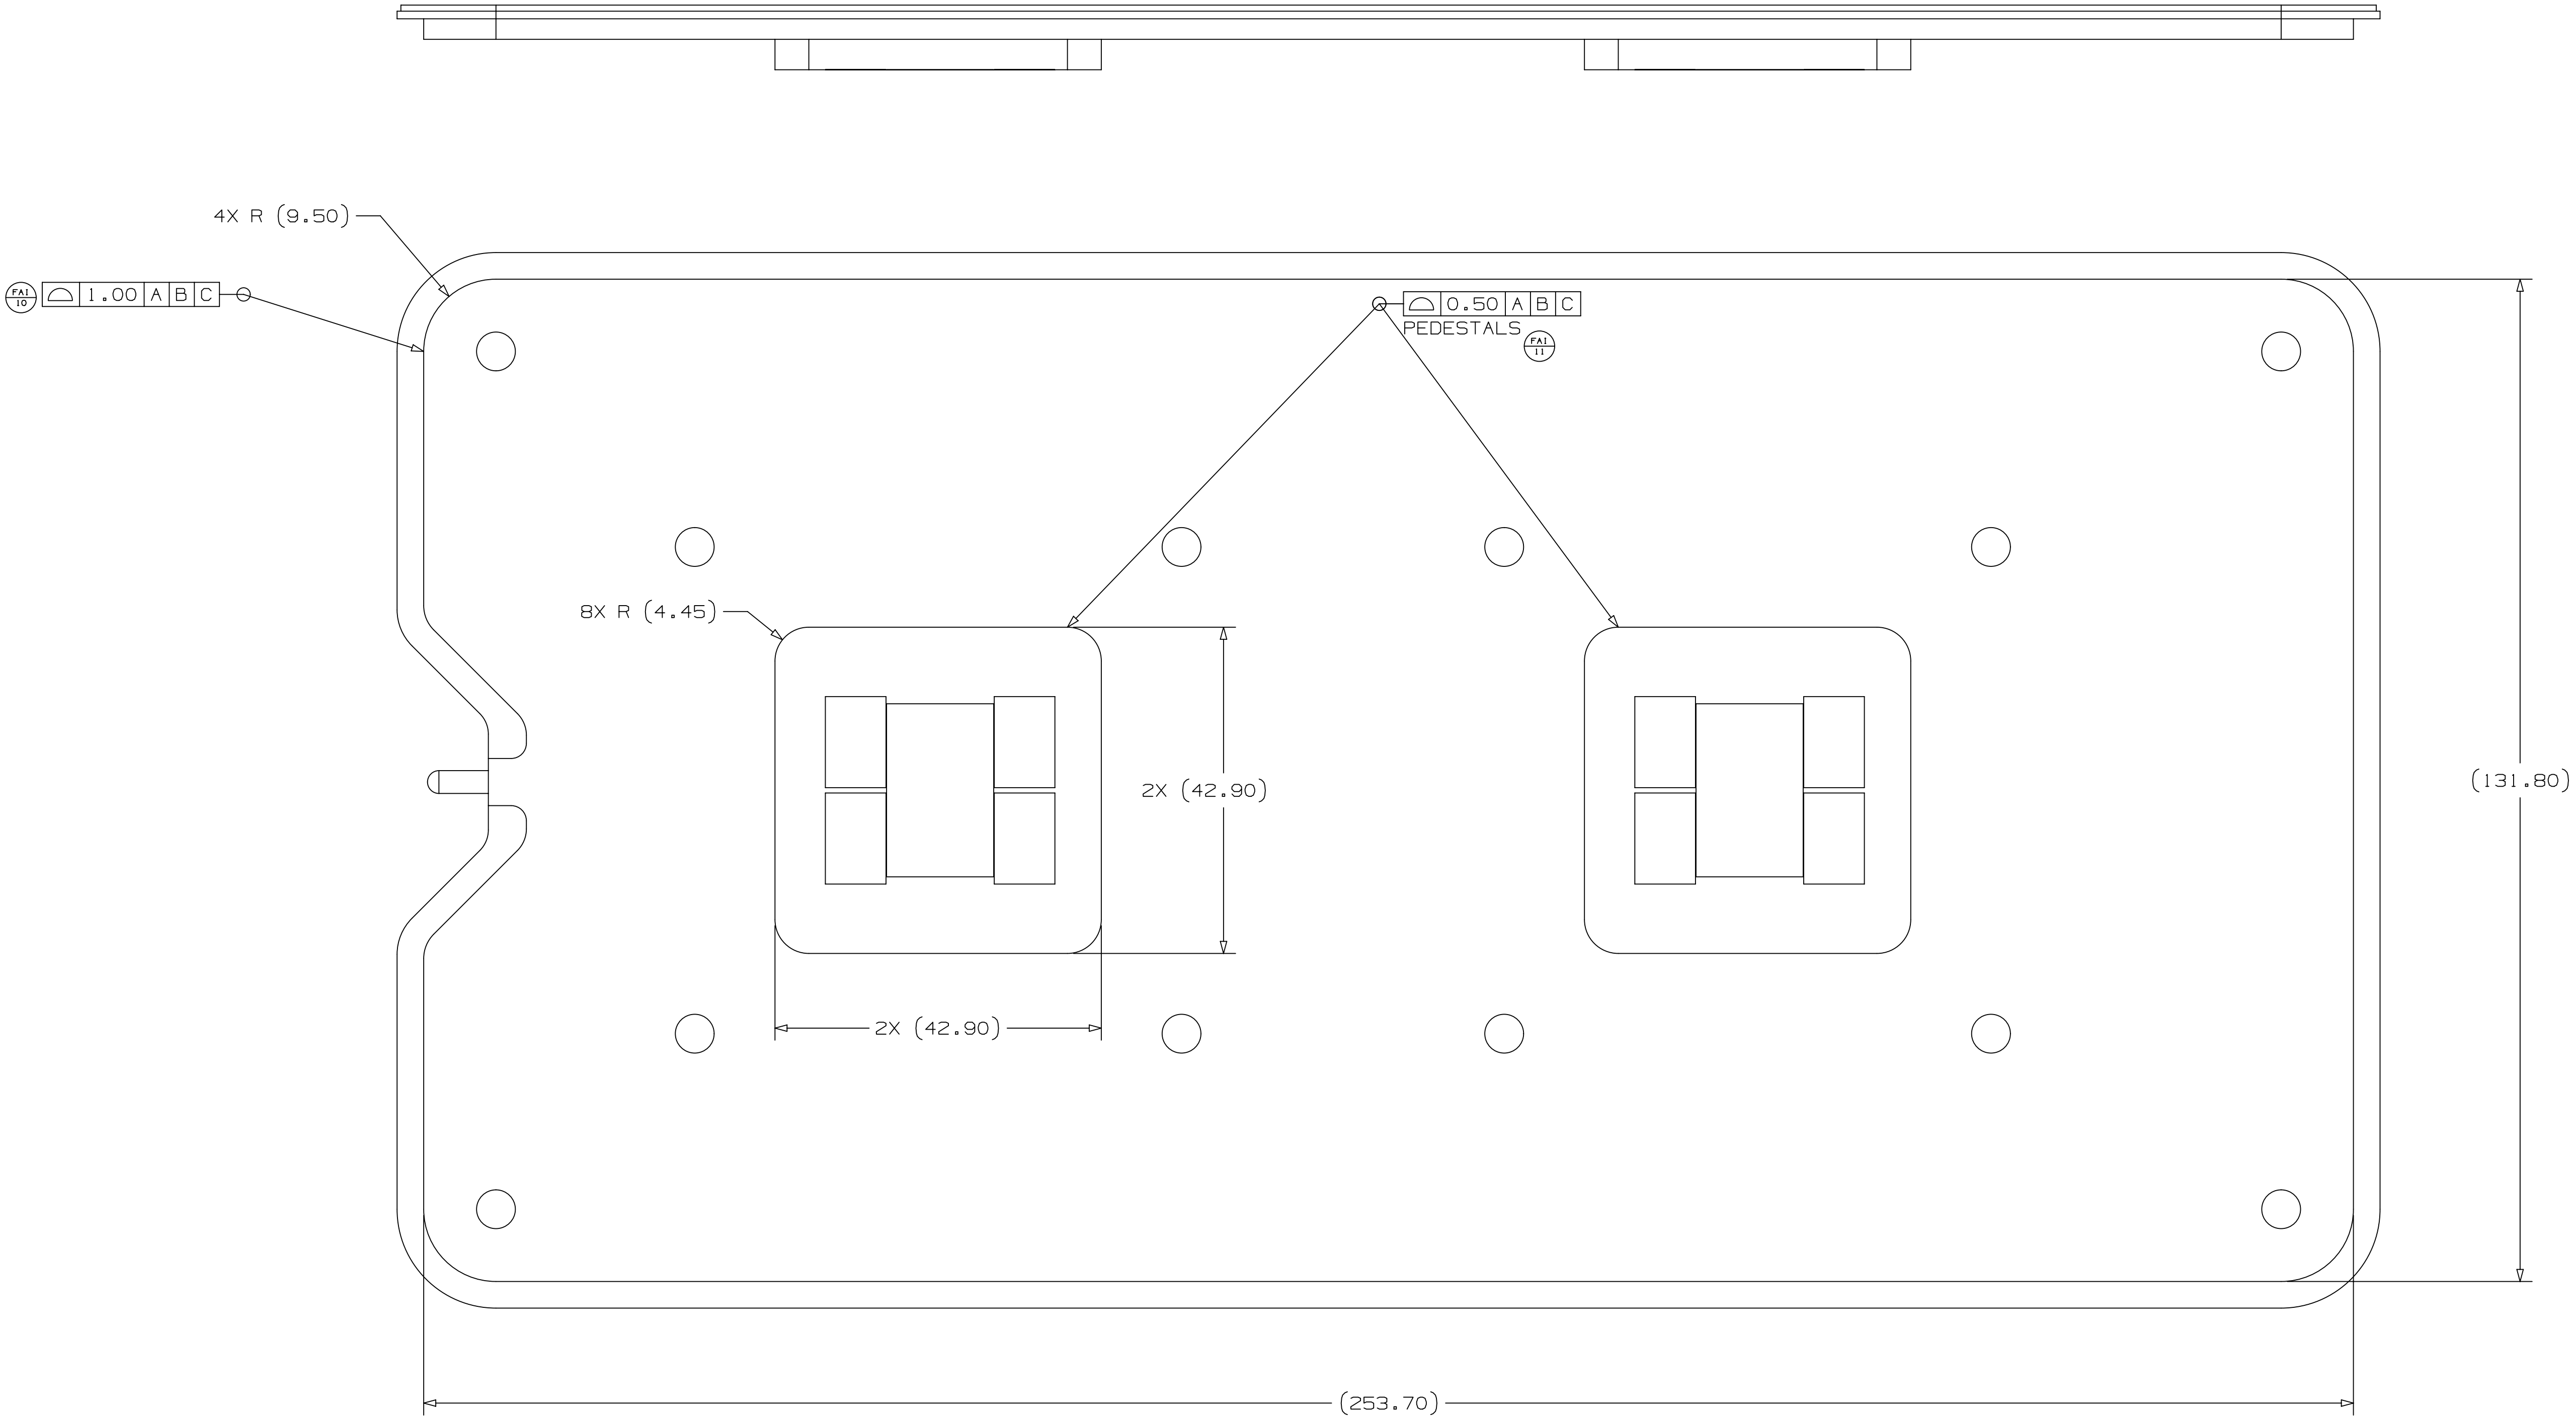 4X R (9.50)
FAI
10
1.00 A B C
0.50 A B C
PEDESTALS
FAI
11
8X R (4.45)
2X (42.90)
(131.80)
2X (42.90)
(253.70)